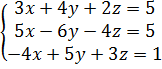 3x + 4y + 2z = 5
5x − 6y − 4z = 5
−4x + 5y + 3z = 1